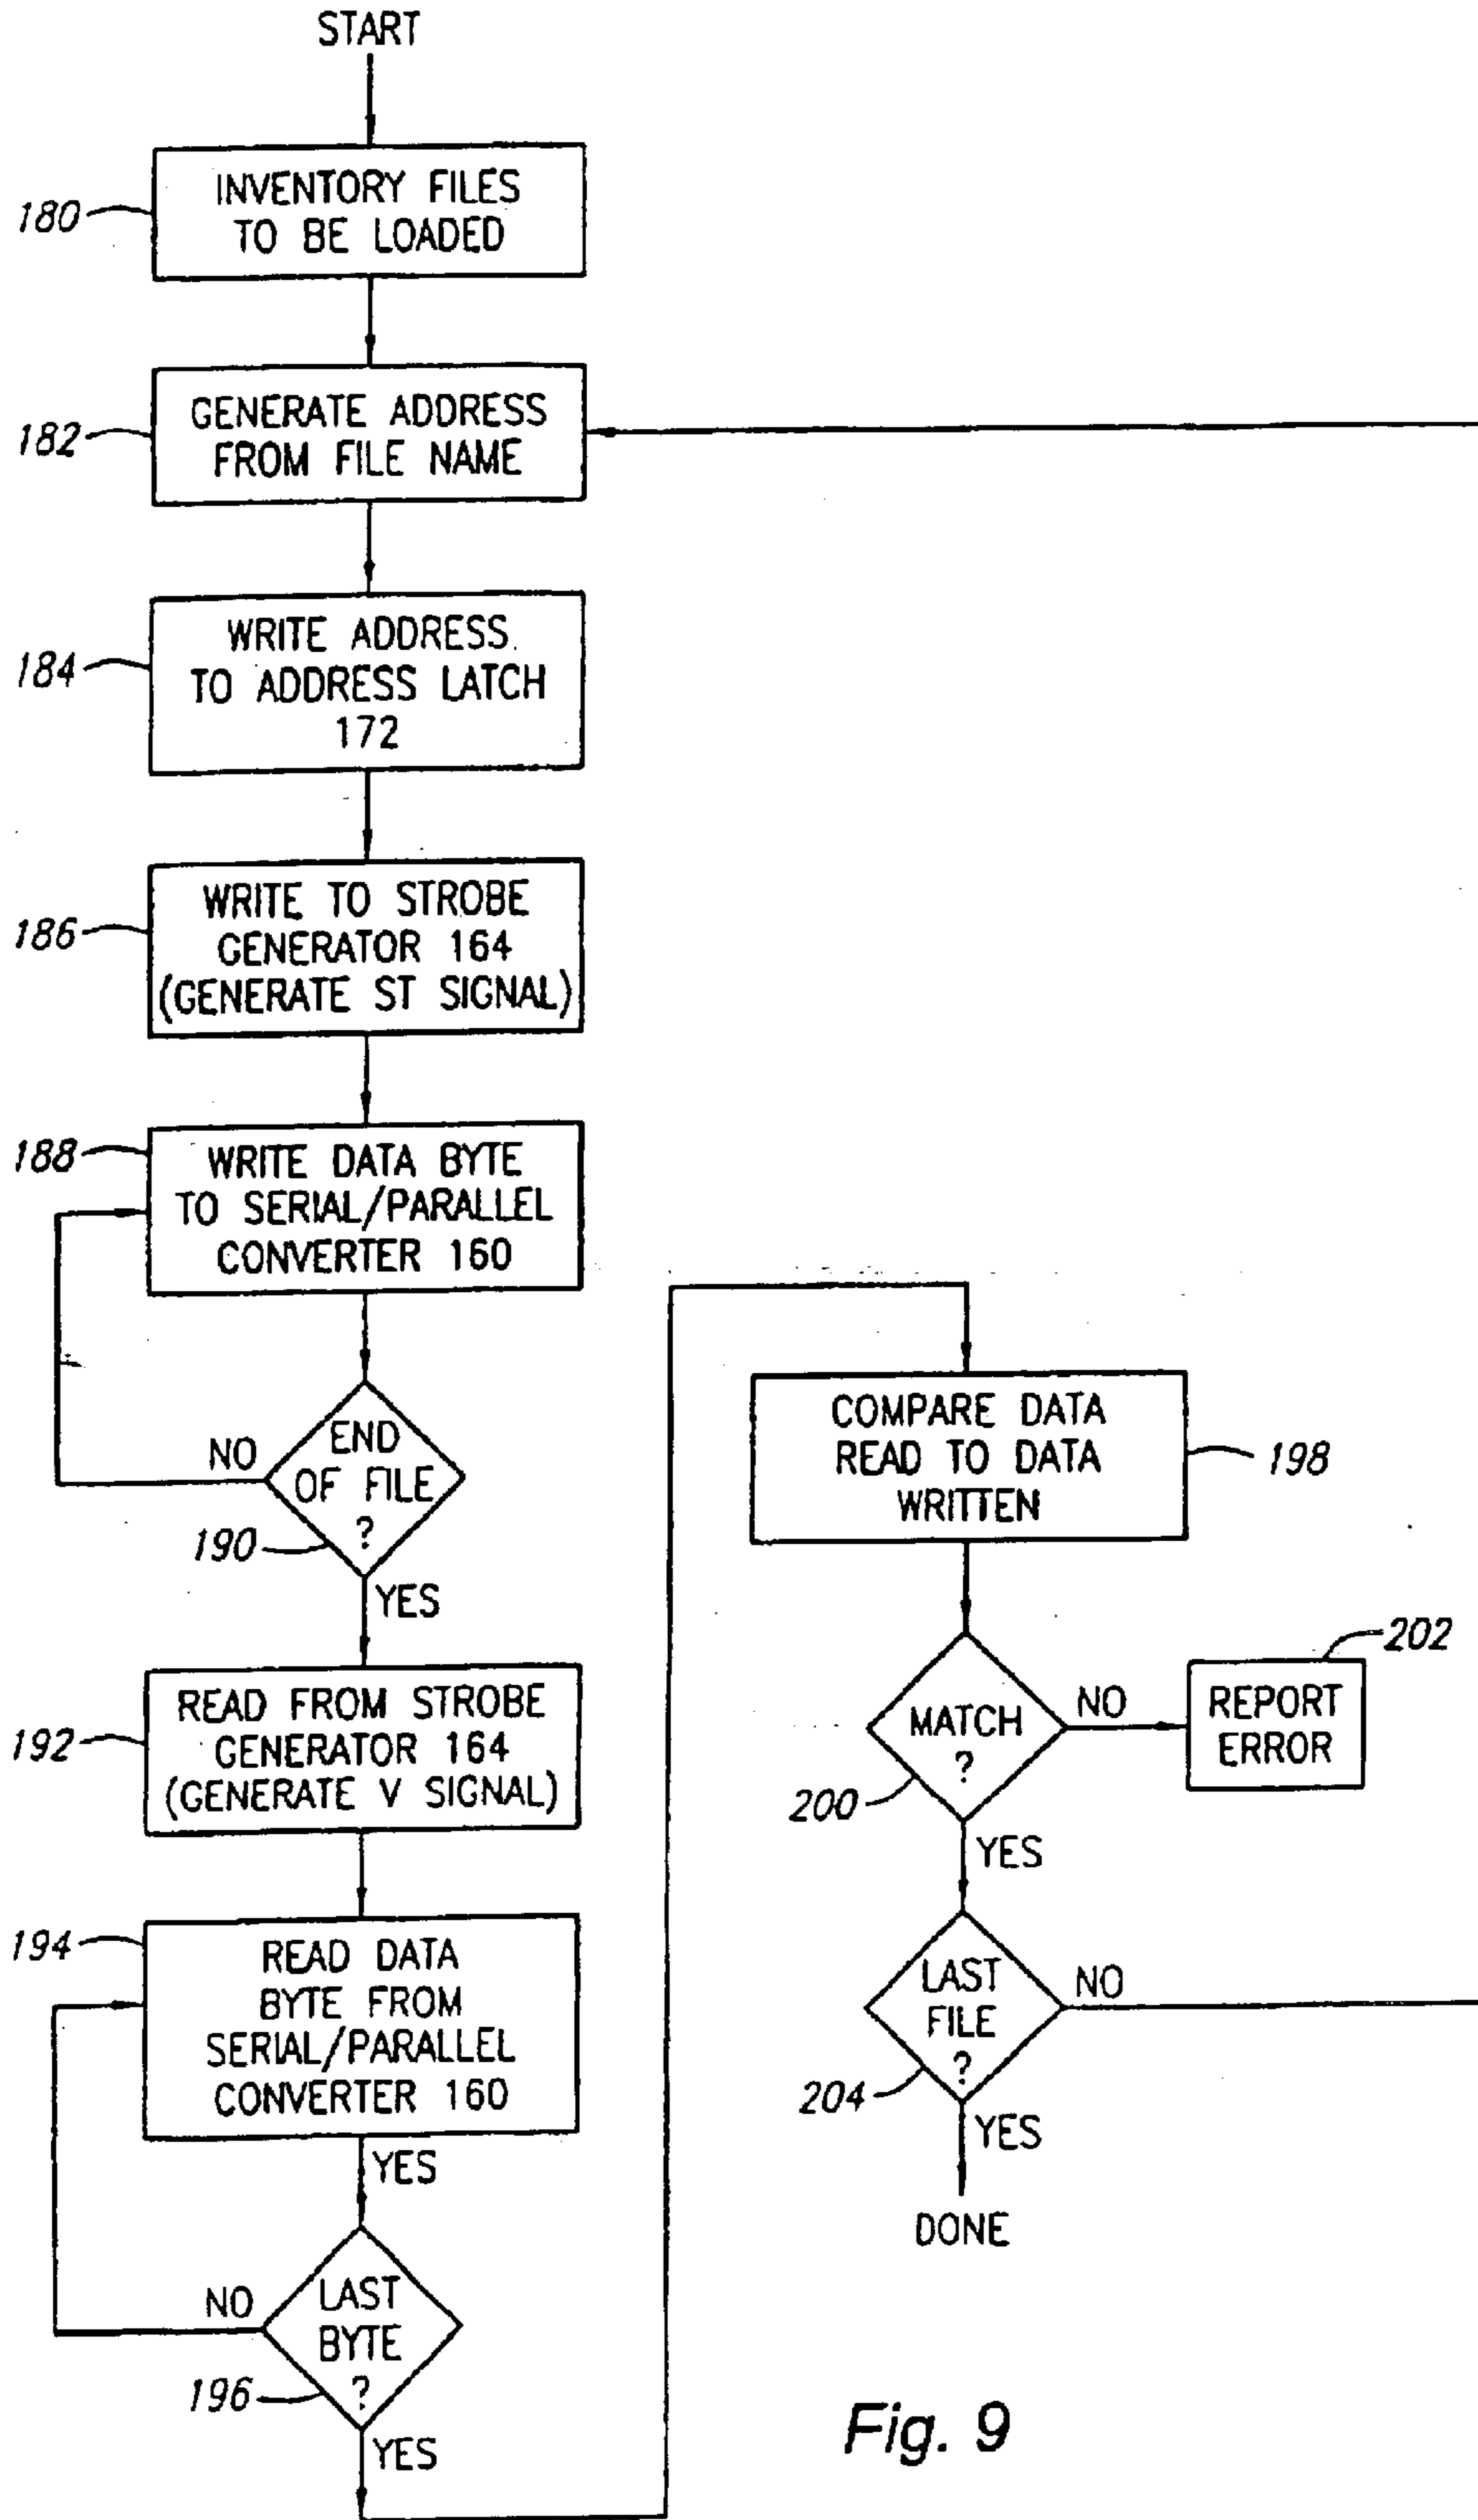 START
180
INVENTORY FILES
TO BE LOADED
182
GENERATE ADDRESS
FROM FILE NAME
184
WRITE ADDRESS
TO ADDRESS LATCH
172
186
WRITE TO STROBE
GENERATOR 164
(GENERATE ST SIGNAL)
188
WRITE DATA BYTE
TO SERIAL/PARALLEL
CONVERTER 160
NO
END
OF FILE
?
190
YES
192
READ FROM STROBE
GENERATOR 164
(GENERATE V SIGNAL)
194
READ DATA
BYTE FROM
SERIAL/PARALLEL
CONVERTER 160
YES
NO
LAST
BYTE
?
196
YES
COMPARE DATA
READ TO DATA
WRITTEN
198
MATCH
?
200
NO
202
REPORT
ERROR
YES
LAST
FILE
?
204
NO
YES
DONE
Fig. 9